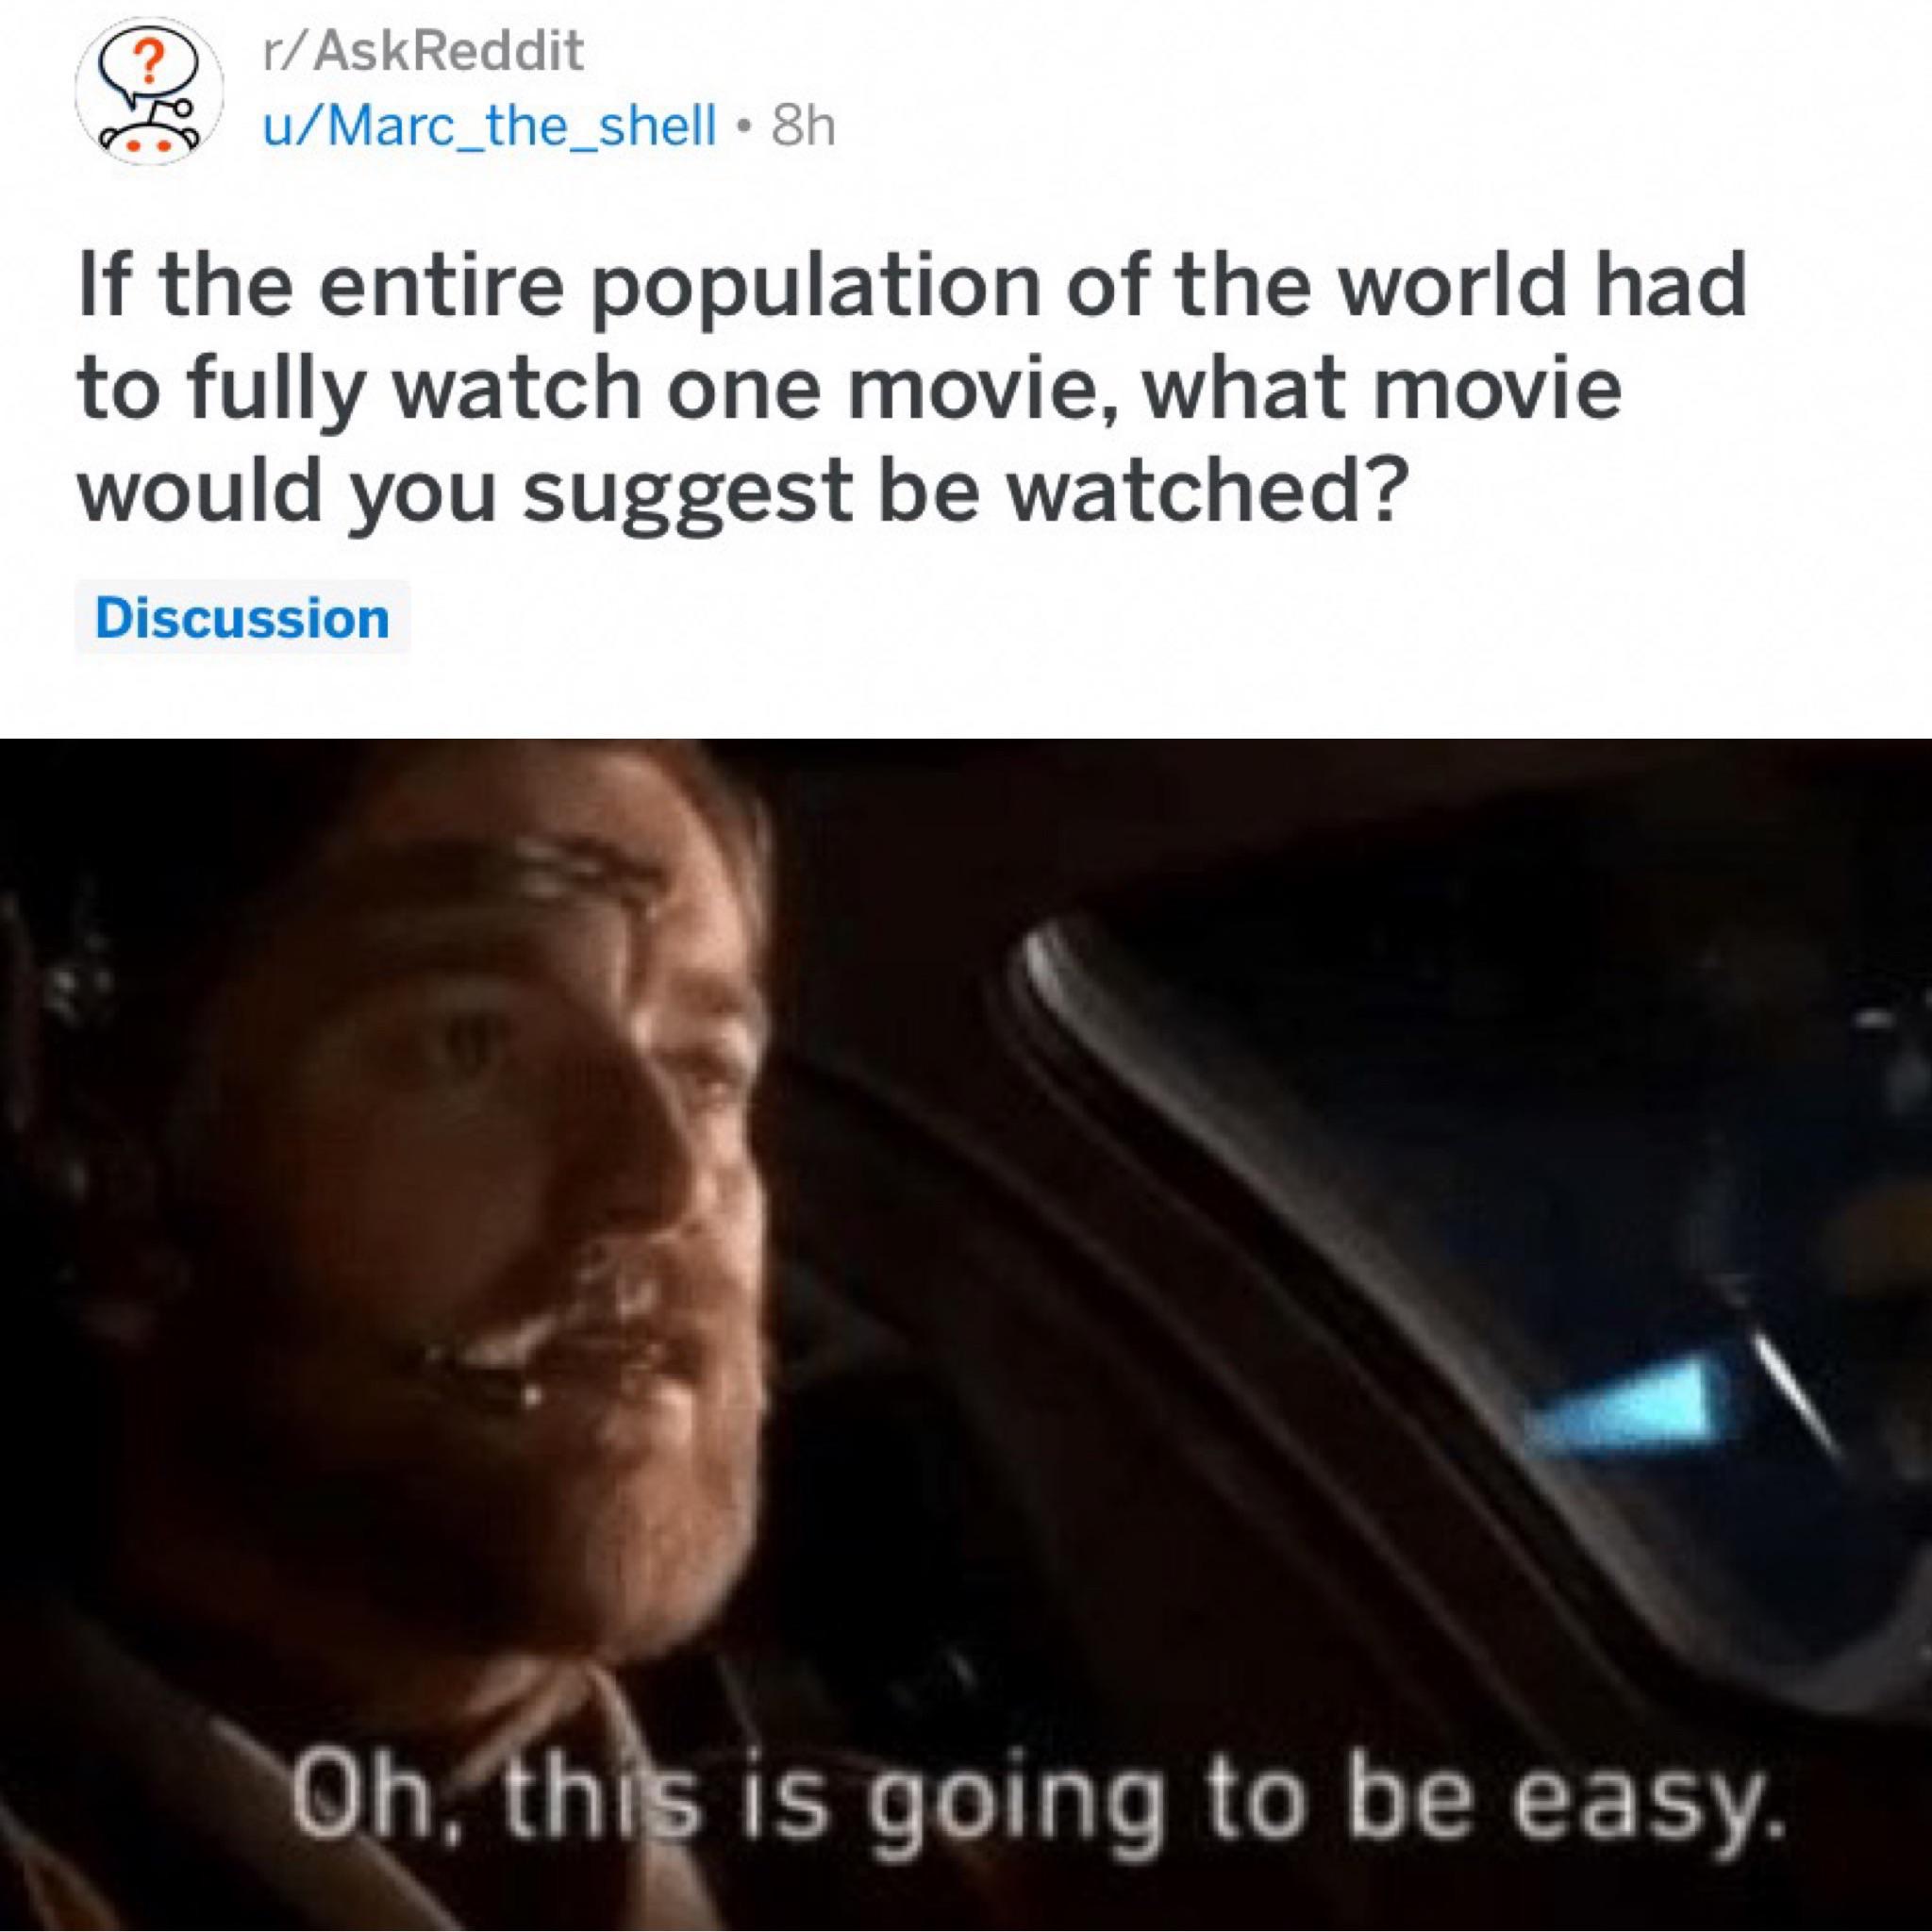 r/AskReddit
u/Marc_the_shell • 8h
If the entire population of the world had
to fully watch one movie, what movie
would you suggest be watched?
Discussion
Oh, this is going to be easy.